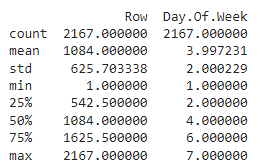 Row Day.Of.Week
count 2167.000000 2167.000000
mean 1084.000000 3.997231
std 625.703338 2.000229
min 1.000000 1.000000
25% 542.500000 2.000000
50% 1084.000000 4.000000
75% 1625.500000 6.000000
max 2167.000000 7.000000